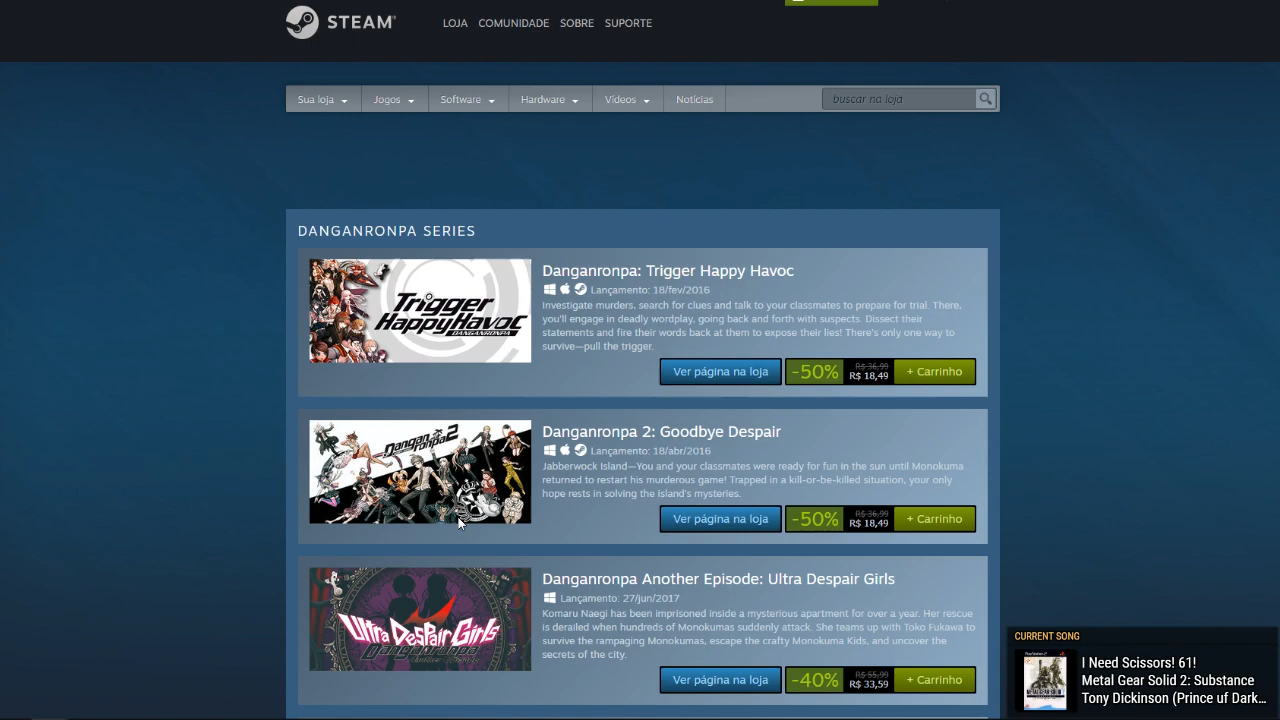 STEAM
LOJA COMUNIDADE SOBRE SUPORTE
Sua loja Jogos Software Hardware Vídeos Notícias buscar na loja
DANGANRONPA SERIES
Trigger
HappyHavoc
DANGANRONPA
Danganronpa: Trigger Happy Havoc
Lançamento: 18/fev/2016
Investigate murders, search for clues and talk to your classmates to prepare for trial. There,
you'll engage in deadly wordplay, going back and forth with suspects. Dissect their
statements and fire their words back at them to expose their lies! There's only one way to
survive—pull the trigger.
Ver página na loja -50% R$ 36,99 R$ 18,49 + Carrinho
DanganRonpa2
Danganronpa 2: Goodbye Despair
Lançamento: 18/abr/2016
Jabberwock Island—You and your classmates were ready for fun in the sun until Monokuma
returned to restart his murderous game! Trapped in a kill-or-be-killed situation, your only
hope rests in solving the island's mysteries.
Ver página na loja -50% R$ 36,99 R$ 18,49 + Carrinho
Ultra Despair Girls
Danganronpa
Danganronpa Another Episode: Ultra Despair Girls
Lançamento: 27/jun/2017
Komaru Naegi has been imprisoned inside a mysterious apartment for over a year. Her rescue
is derailed when hundreds of Monokumas suddenly attack. She teams up with Toko Fukawa to
survive the rampaging Monokumas, escape the crafty Monokuma Kids, and uncover the
secrets of the city.
Ver página na loja -40% R$ 55,99 R$ 33,59 + Carrinho
CURRENT SONG
I Need Scissors! 61!
Metal Gear Solid 2: Substance
Tony Dickinson (Prince uf Dark...